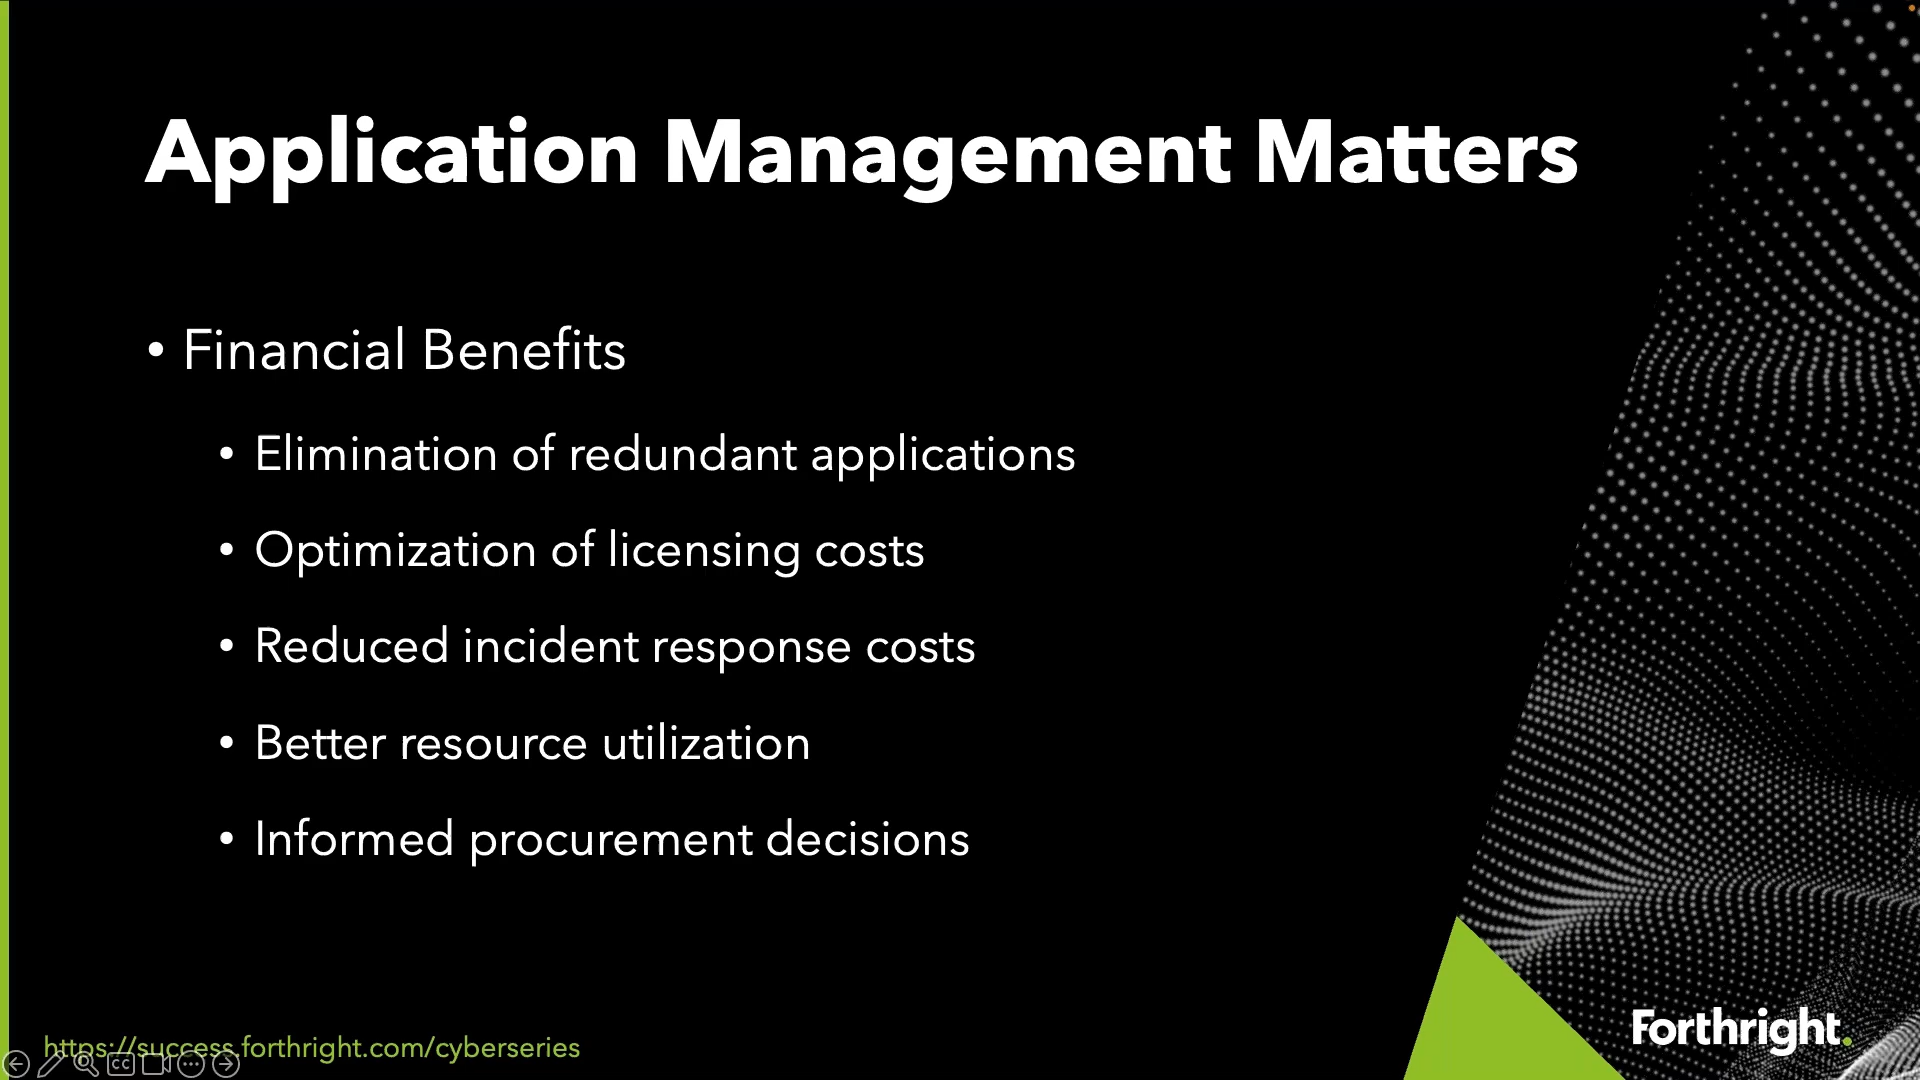 Application Management Matters
• Financial Benefits
• Elimination of redundant applications
• Optimization of licensing costs
• Reduced incident response costs
• Better resource utilization
• Informed procurement decisions
https://success.forthright.com/cyberseries
CC
Forthright.